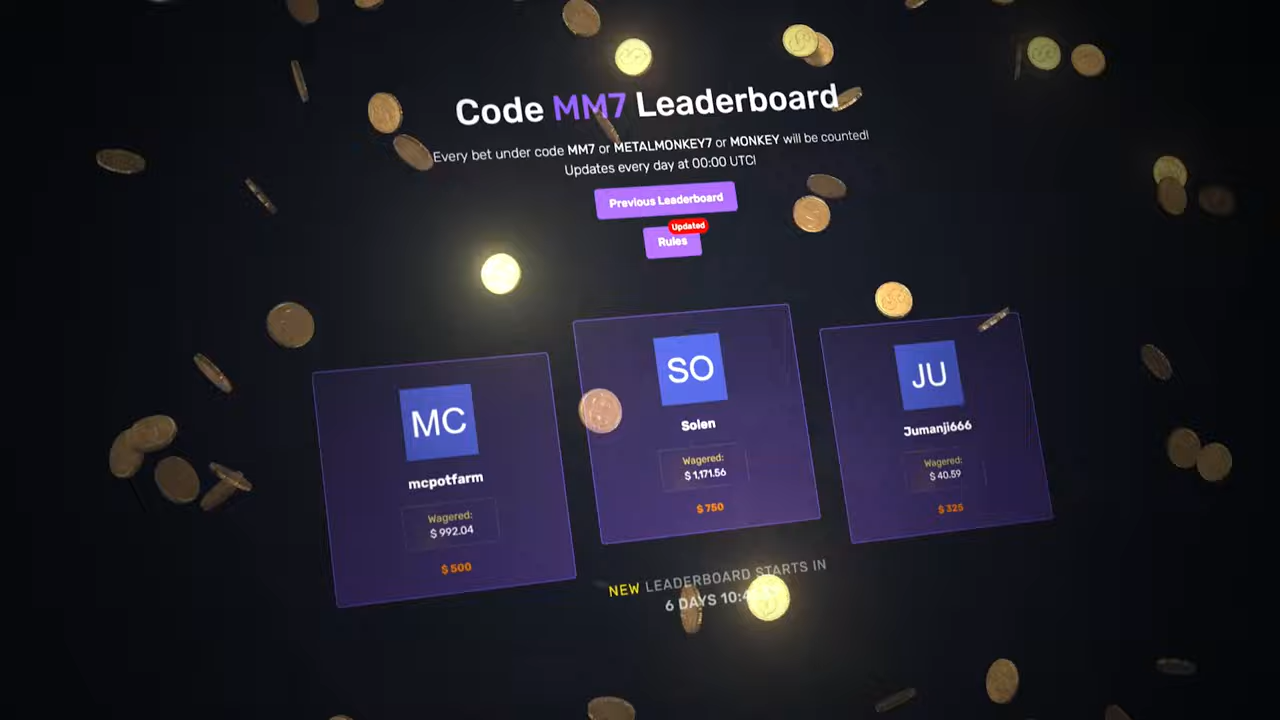 Code MM7 Leaderboard
Every bet under code MM7 or METALMONKEY7 or MONKEY will be counted!
Updates every day at 00:00 UTC!
Previous Leaderboard
Updated
Rules
MC
mcpotfarm
Wagered:
$ 992.04
$ 500
SO
Solen
Wagered:
$ 1,171.56
$ 750
JU
Jumanji666
Wagered:
$ 40.59
$ 325
NEW LEADERBOARD STARTS IN
6 DAYS